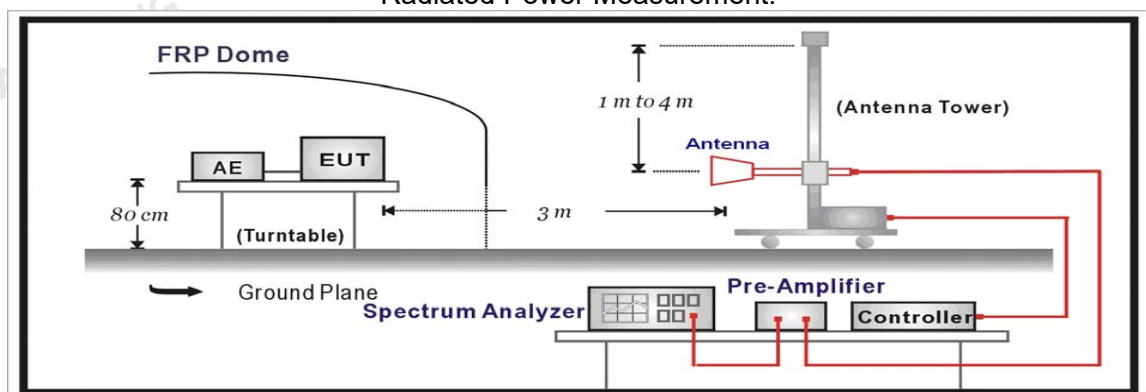 Radiated Power Measurement:
FRP Dome
1 m to 4 m
(Antenna Tower)
Antenna
AE
EUT
80 cm
3 m
(Turntable)
Ground Plane
Spectrum Analyzer
Pre-Amplifier
Controller